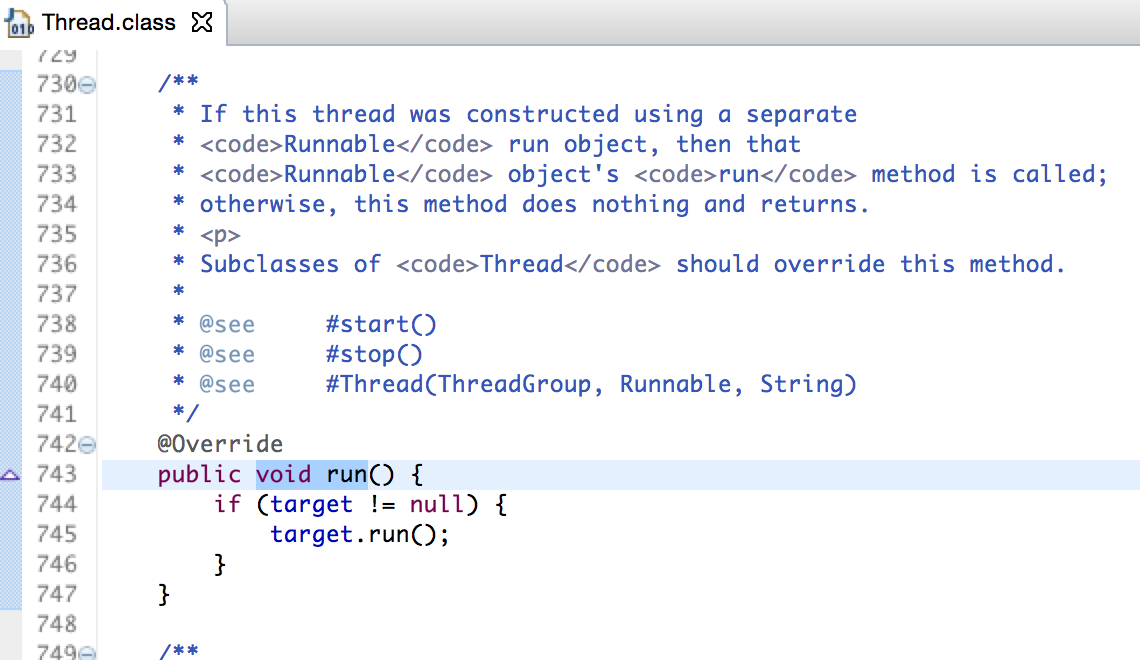 Thread.class
729
730 /**
731 * If this thread was constructed using a separate
732 * <code>Runnable</code> run object, then that
733 * <code>Runnable</code> object's <code>run</code> method is called;
734 * otherwise, this method does nothing and returns.
735 * <p>
736 * Subclasses of <code>Thread</code> should override this method.
737 *
738 * @see     #start()
739 * @see     #stop()
740 * @see     #Thread(ThreadGroup, Runnable, String)
741 */
742 @Override
743 public void run() {
744     if (target != null) {
745         target.run();
746     }
747 }
748
749 /**